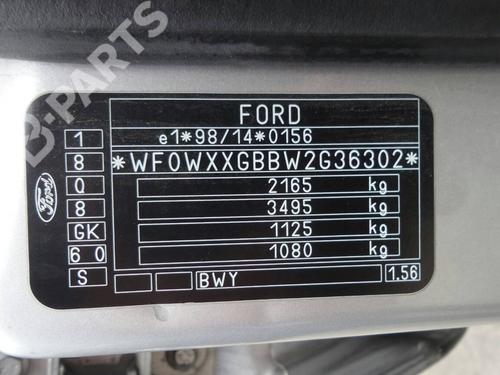 B-PARTS
FORD
1 e1*98/14*0156
8 *WF0WXXGBBW2G36302*
0 2165 kg
8 3495 kg
GK 1125 kg
6 0 1080 kg
S BWY 1.56
Ford